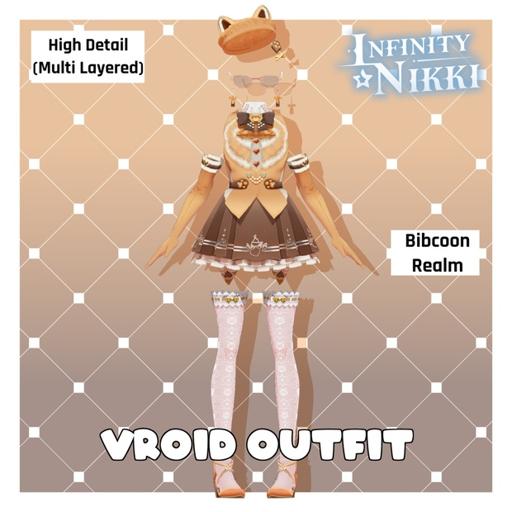 High Detail
(Multi Layered)
INFINITY
NIKKI
Bibcoon
Realm
VROID OUTFIT